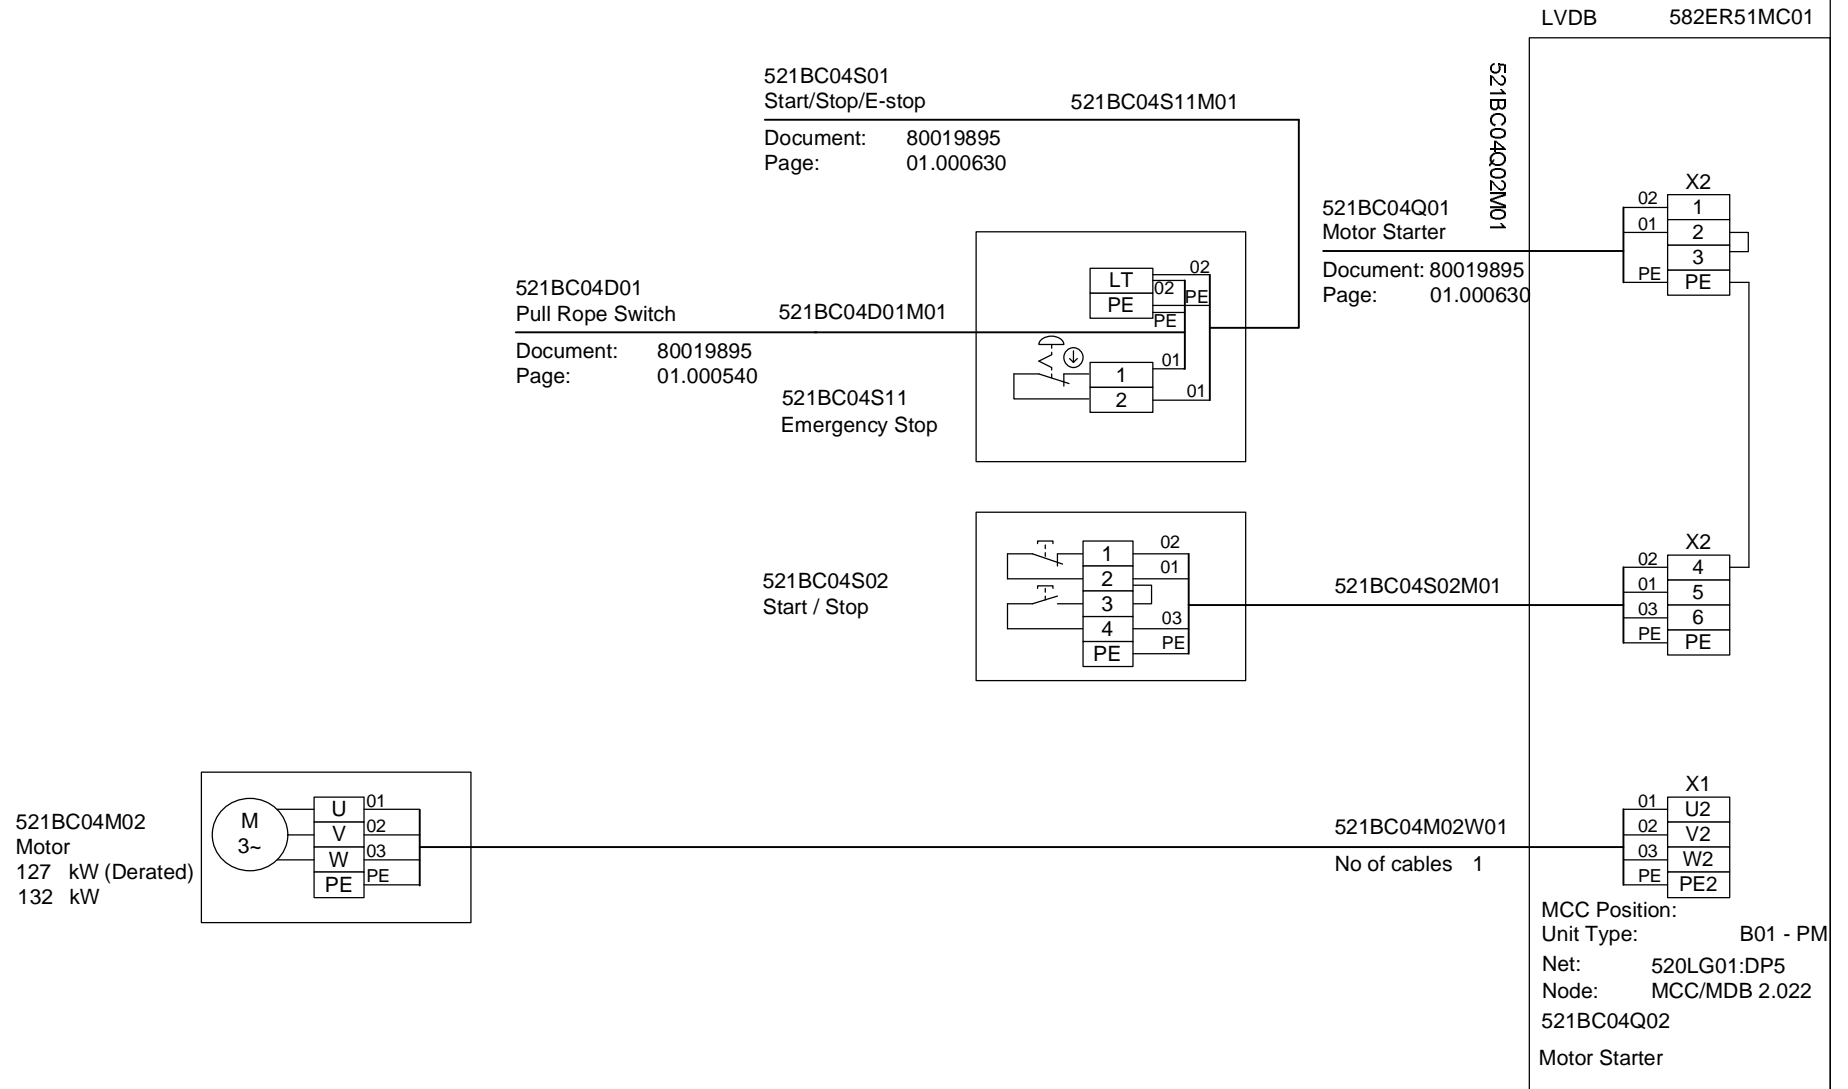 LVDB 582ER51MC01
521BC04S01
Start/Stop/E-stop 521BC04S11M01
Document: 80019895
Page: 01.000630
521BC04Q02M01
521BC04Q01
Motor Starter
Document: 80019895
Page: 01.000630
X2
02 1
01 2
3
PE PE
521BC04D01
Pull Rope Switch 521BC04D01M01
Document: 80019895
Page: 01.000540
LT 02
02
PE PE
PE
01
1
2 01
521BC04S11
Emergency Stop
521BC04S02
Start / Stop
1 02
2 01
3
4 03
PE PE
521BC04S02M01
X2
02 4
01 5
03 6
PE PE
521BC04M02
Motor
127 kW (Derated)
132 kW
M
3~
U 01
V 02
W 03
PE PE
521BC04M02W01
No of cables 1
X1
01 U2
02 V2
03 W2
PE PE2
MCC Position:
Unit Type: B01 - PM
Net: 520LG01:DP5
Node: MCC/MDB 2.022
521BC04Q02
Motor Starter